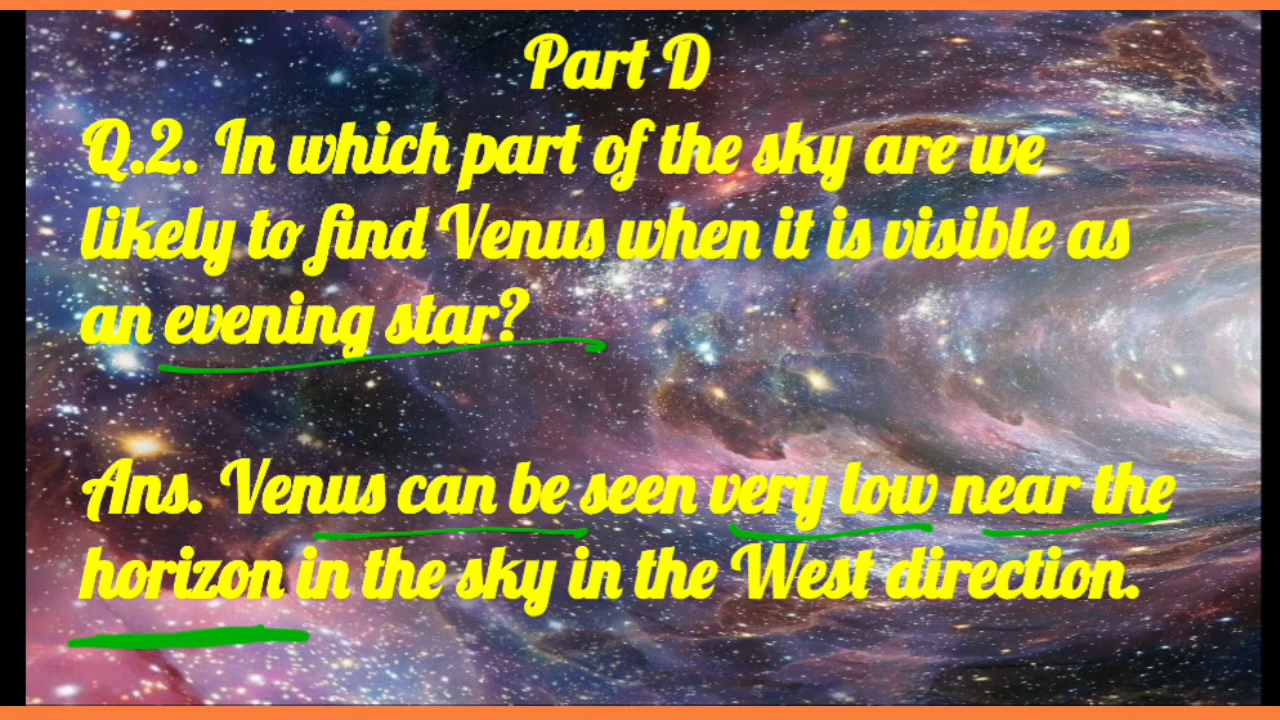 Part D
Q.2. In which part of the sky are we
likely to find Venus when it is visible as
an evening star?
Ans. Venus can be seen very low near the
horizon in the sky in the West direction.